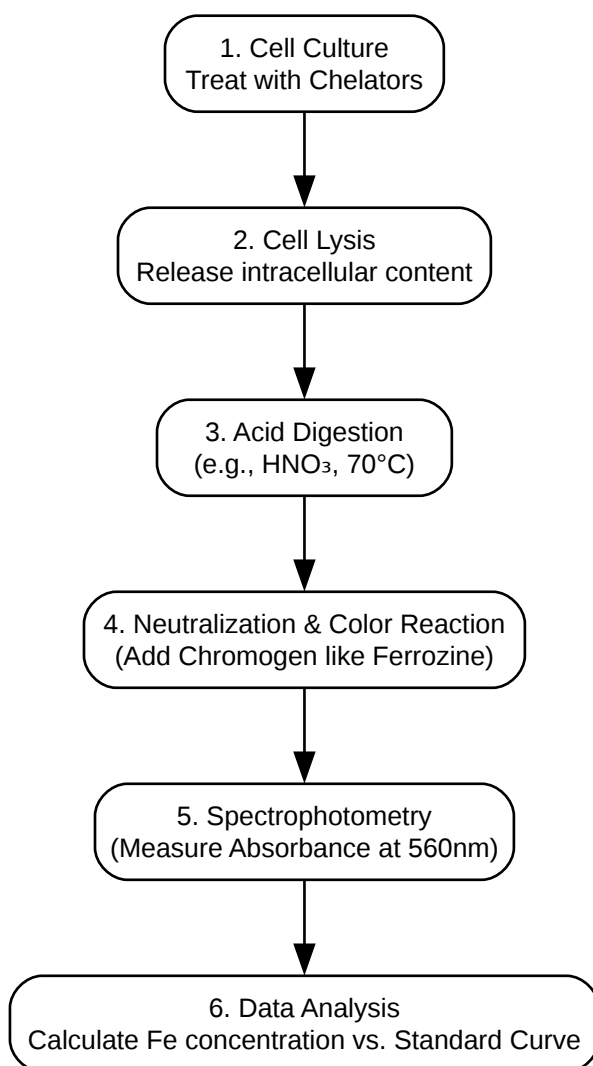 1. Cell Culture
Treat with Chelators
2. Cell Lysis
Release intracellular content
3. Acid Digestion
(e.g., HNO₃, 70°C)
4. Neutralization & Color Reaction
(Add Chromogen like Ferrozine)
5. Spectrophotometry
(Measure Absorbance at 560nm)
6. Data Analysis
Calculate Fe concentration vs. Standard Curve